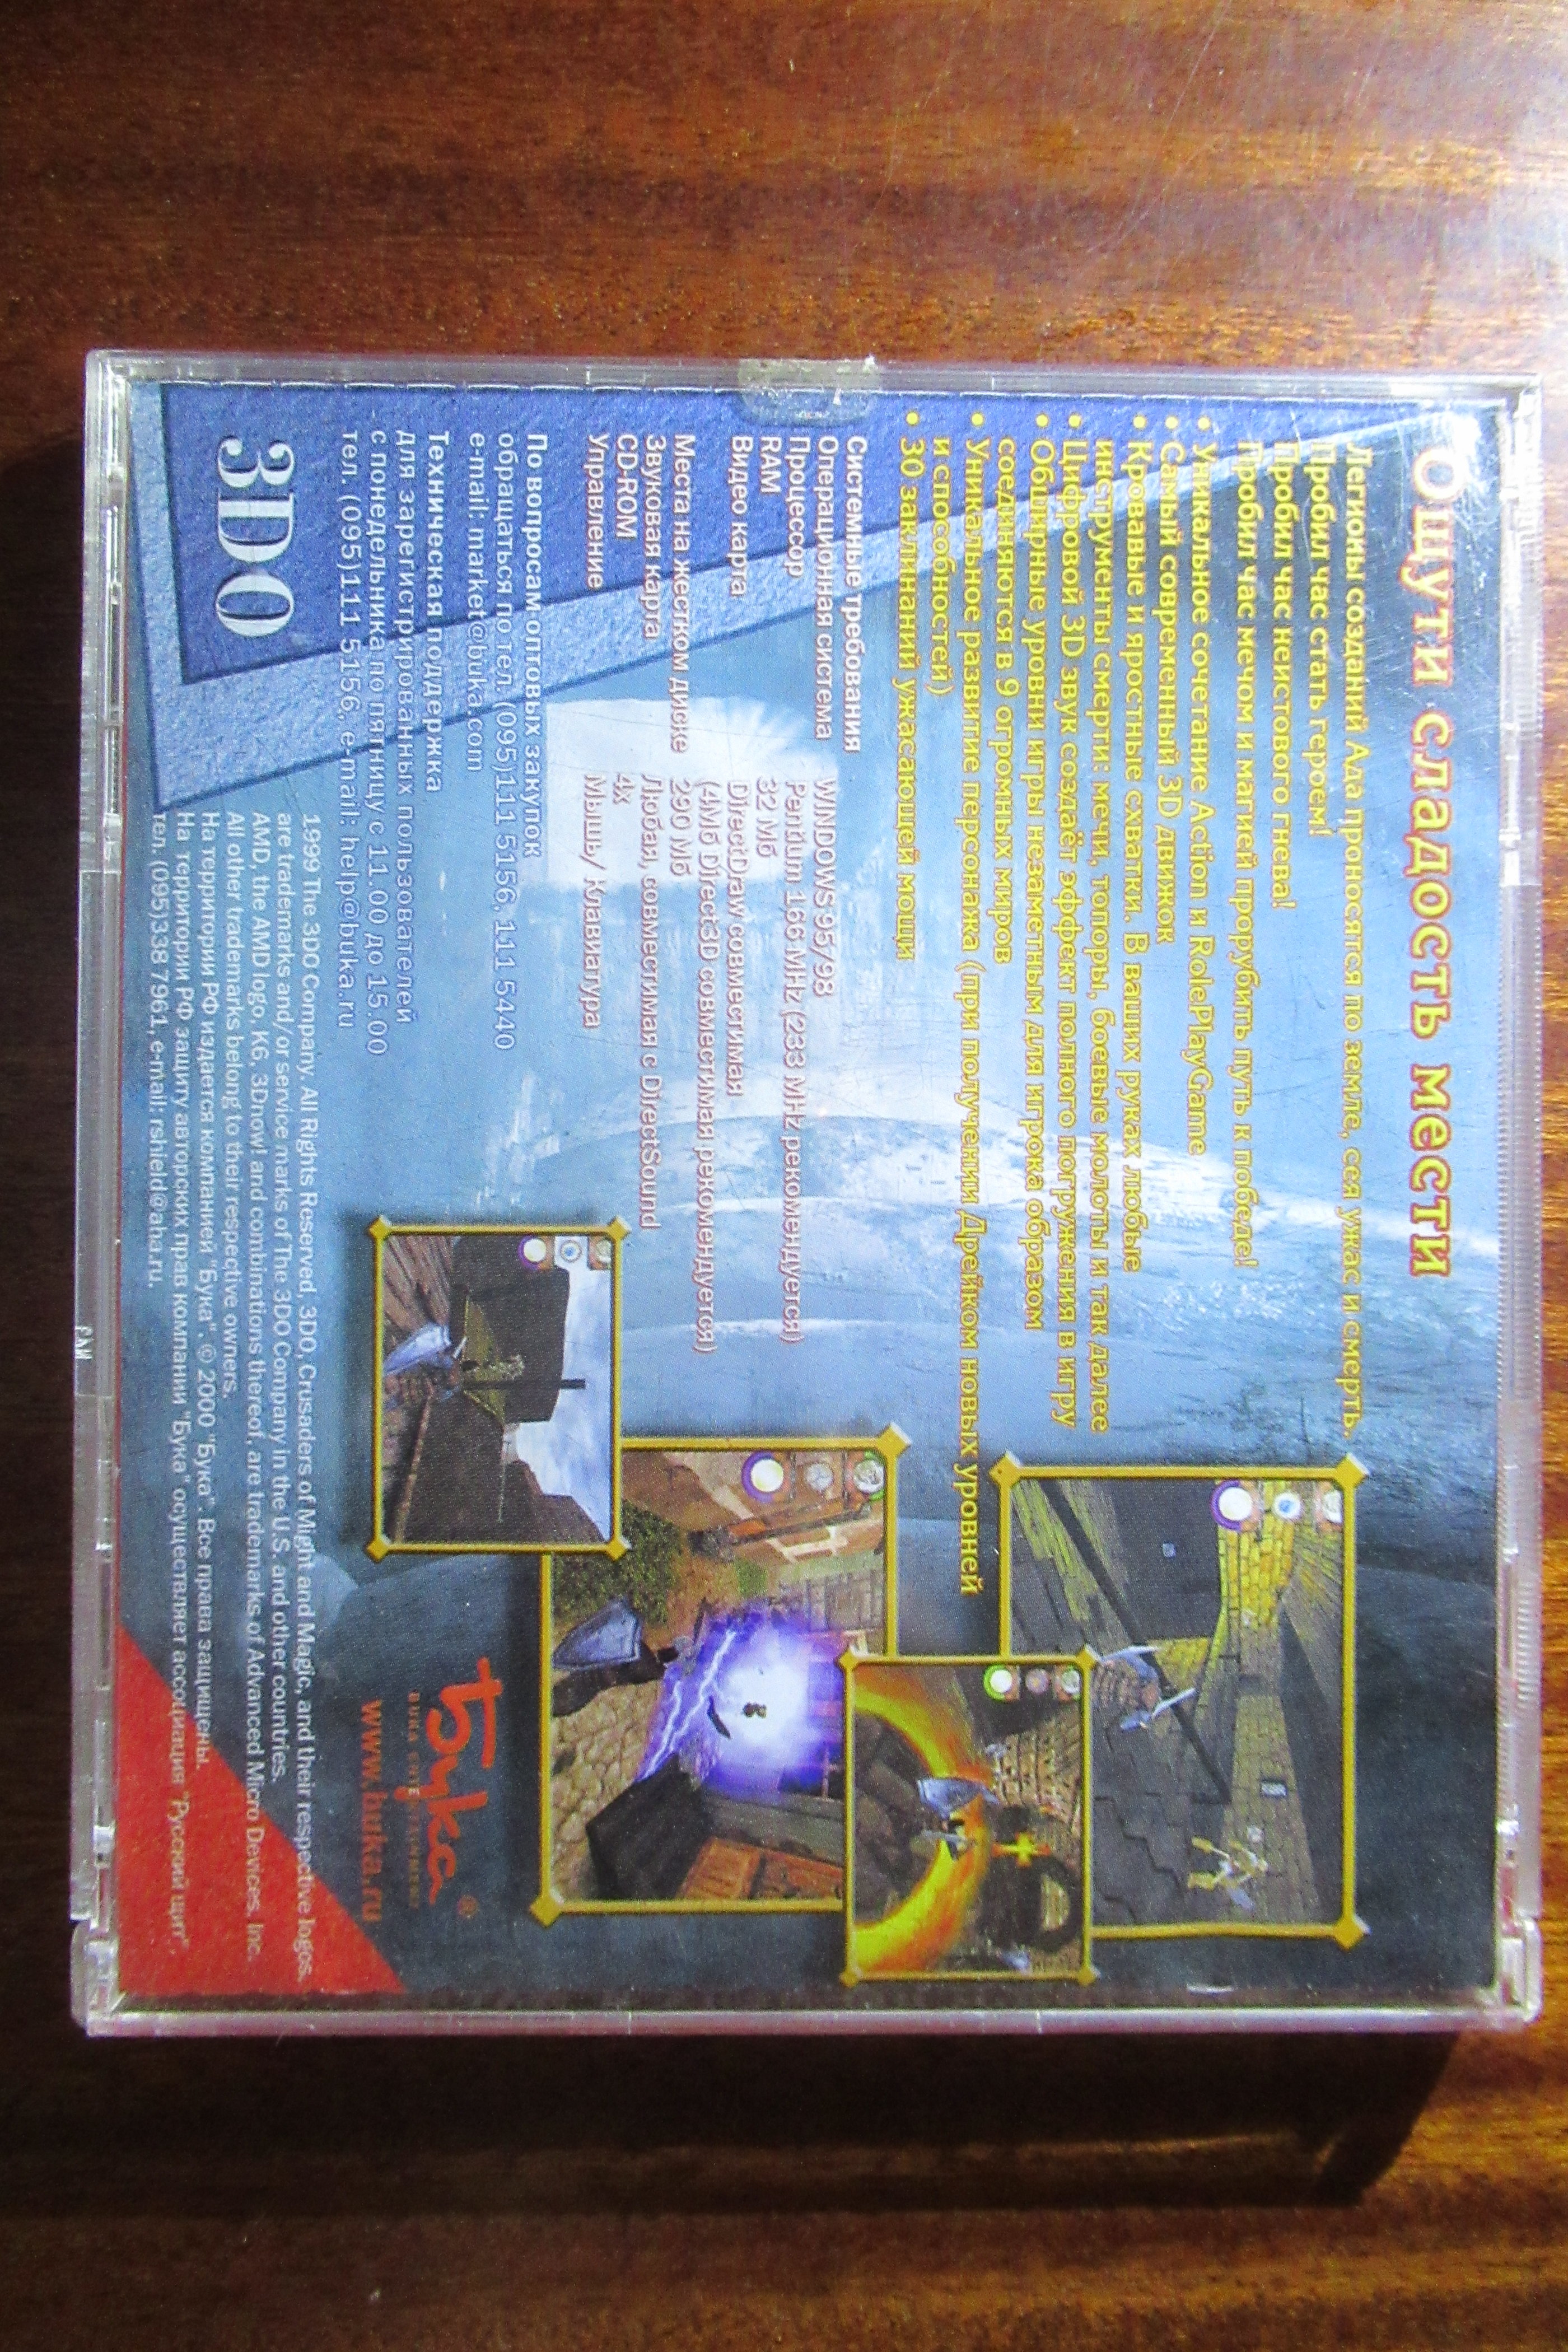 Ощути сладость мести
Легионы созданий Ада проносятся по земле, сея ужас и смерть.
Пробил час стать героем!
Пробил час неистового гнева!
Пробил час мечом и магией прорубить путь к победе!
• Уникальное сочетание Action и RolePlayGame
• Самый современный 3D движок
• Кровавые и яростные схватки. В ваших руках любые
инструменты смерти: мечи, топоры, боевые молоты и так далее
• Цифровой 3D звук создаёт эффект полного погружения в игру
• Обширные уровни игры незаметным для игрока образом
соединяются в 9 огромных миров
• Уникальное развитие персонажа (при получении Дрейком новых уровней
и способностей)
• 30 заклинаний ужасающей мощи
Системные требования
Операционная система WINDOWS 95/98
Процессор Pentium 166 MHz (233 MHz рекомендуется)
RAM 32 Мб
Видео карта DirectDraw совместимая
(4Мб Direct3D совместимая рекомендуется)
Места на жестком диске 290 Мб
Звуковая карта Любая, совместимая с DirectSound
CD-ROM 4x
Управление Мышь/ Клавиатура
По вопросам оптовых закупок
обращаться по тел. (095)111 5156, 111 5440
e-mail: market@buka.com
Техническая поддержка
для зарегистрированных пользователей
с понедельника по пятницу с 11.00 до 15.00
тел. (095)111 5156, e-mail: help@buka.ru
Бука ®
BUKA ENTERTAINMENT
www.buka.ru
3DO
1999 The 3DO Company. All Rights Reserved. 3DO, Crusaders of Might and Magic, and their respective logos,
are trademarks and/or service marks of The 3DO Company in the U.S. and other countries.
AMD, the AMD logo, K6, 3Dnow! and combinations thereof, are trademarks of Advanced Micro Devices, Inc.
All other trademarks belong to their respective owners.
На территории РФ издается компанией "Бука". © 2000 "Бука". Все права защищены.
На территории РФ защиту авторских прав компании "Бука" осуществляет ассоциация "Русский щит",
тел. (095)338 7961, e-mail: rshield@aha.ru.